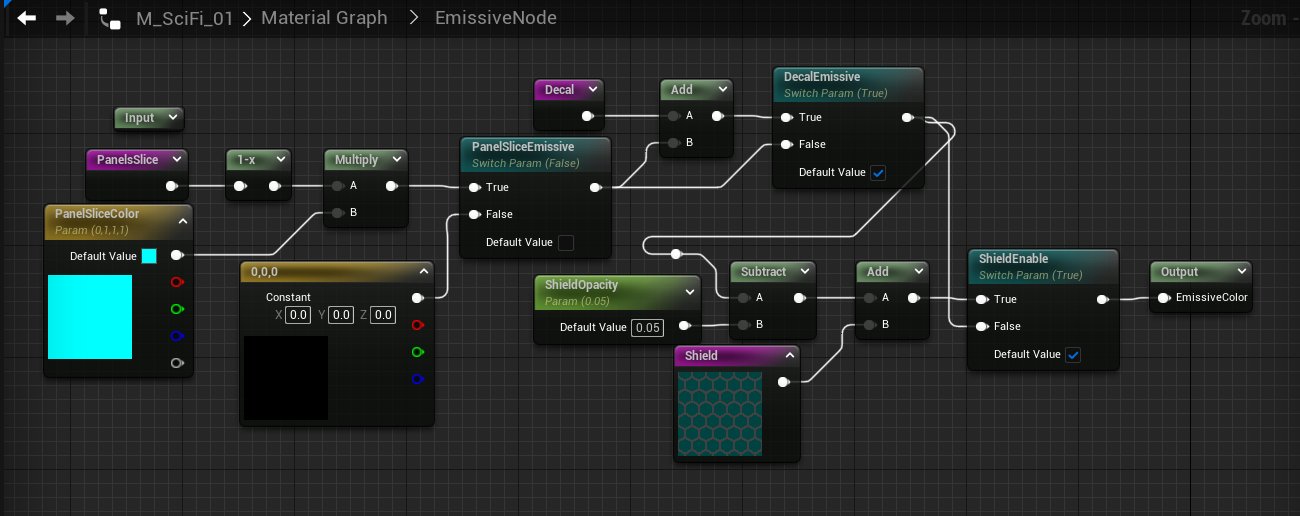 M_SciFi_01 > Material Graph > EmissiveNode
Zoom -
Input
PanelsSlice
1-x
Multiply
A
B
PanelSliceColor
Param (0,1,1,1)
Default Value
0,0,0
Constant
X 0.0 Y 0.0 Z 0.0
PanelSliceEmissive
Switch Param (False)
True
False
Default Value
Decal
Add
A
B
DecalEmissive
Switch Param (True)
True
False
Default Value
ShieldOpacity
Param (0.05)
Default Value 0.05
Subtract
A
B
Shield
Add
A
B
ShieldEnable
Switch Param (True)
True
False
Default Value
Output
EmissiveColor